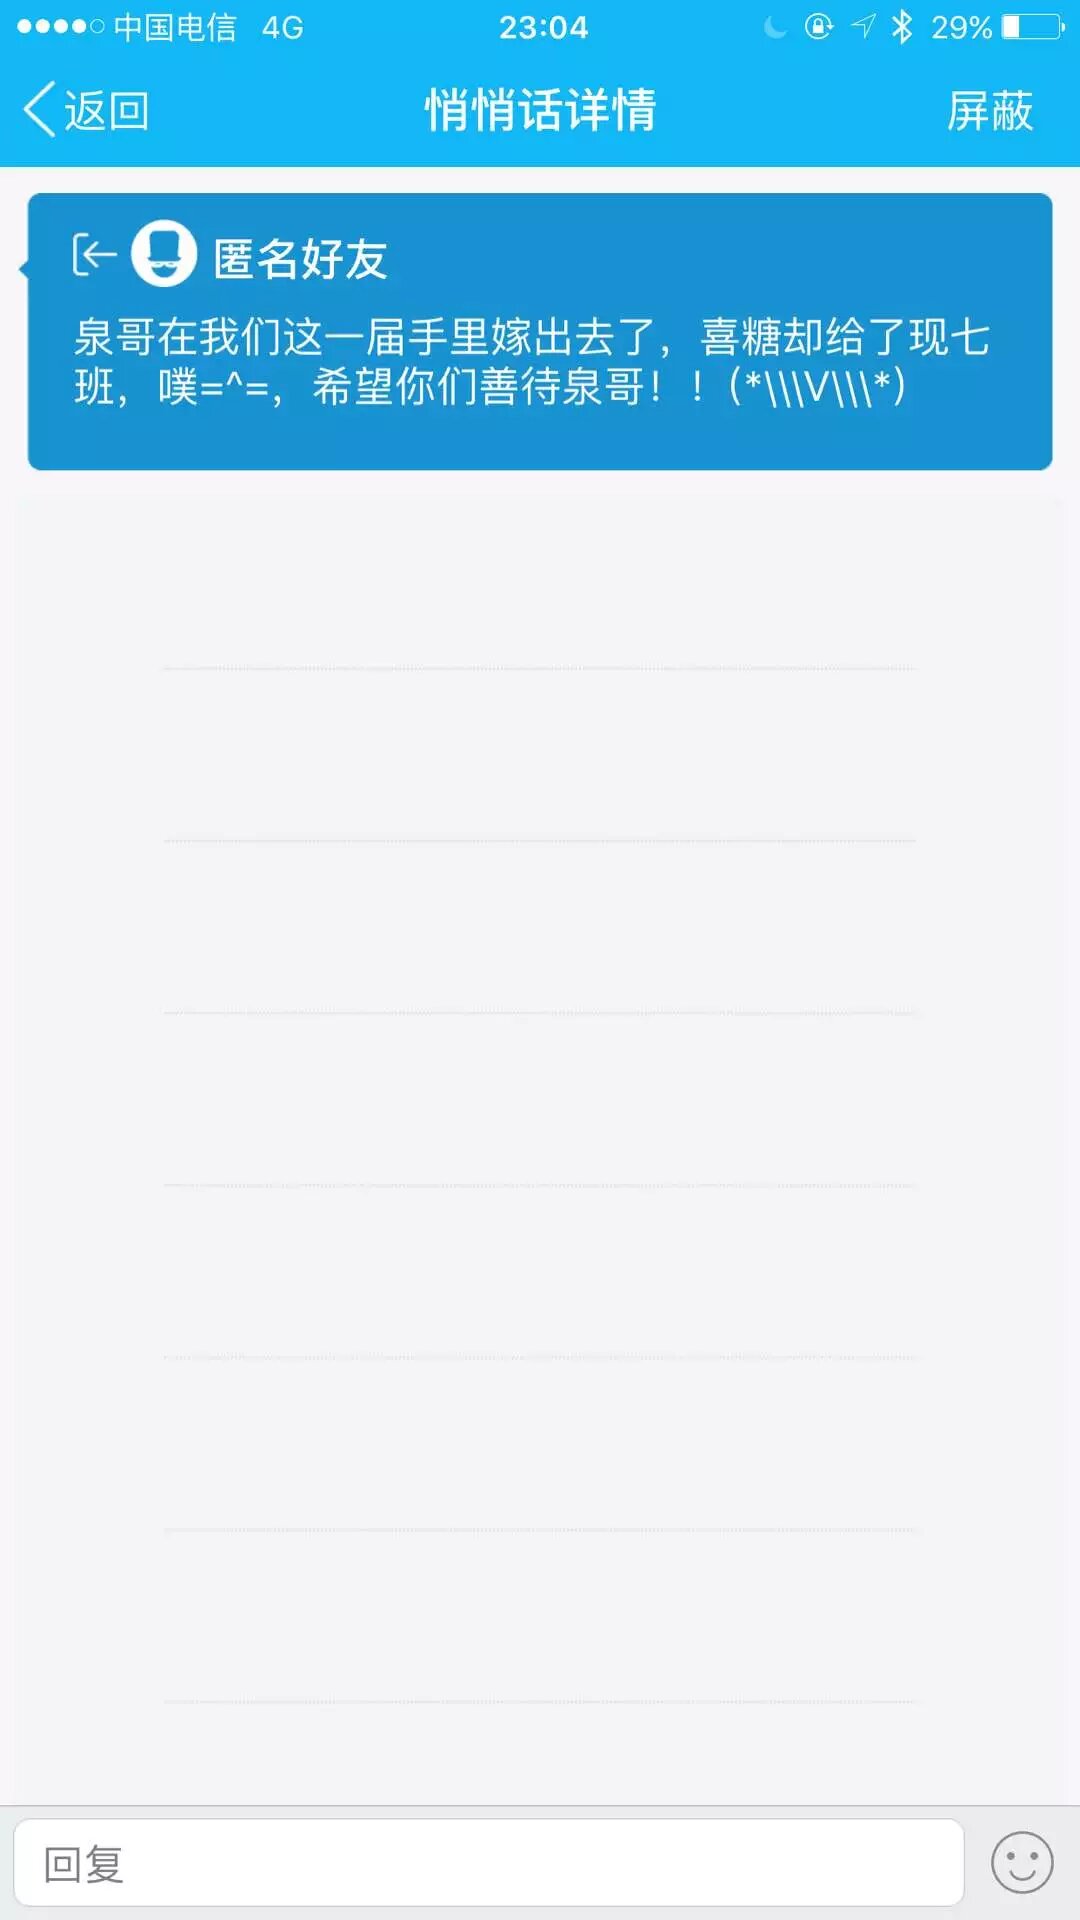 中国电信 4G 23:04 29%
返回 悄悄话详情 屏蔽
匿名好友
泉哥在我们这一届手里嫁出去了，喜糖却给了现七
班，噗=^=，希望你们善待泉哥！！(*\\\V\\\*)
回复